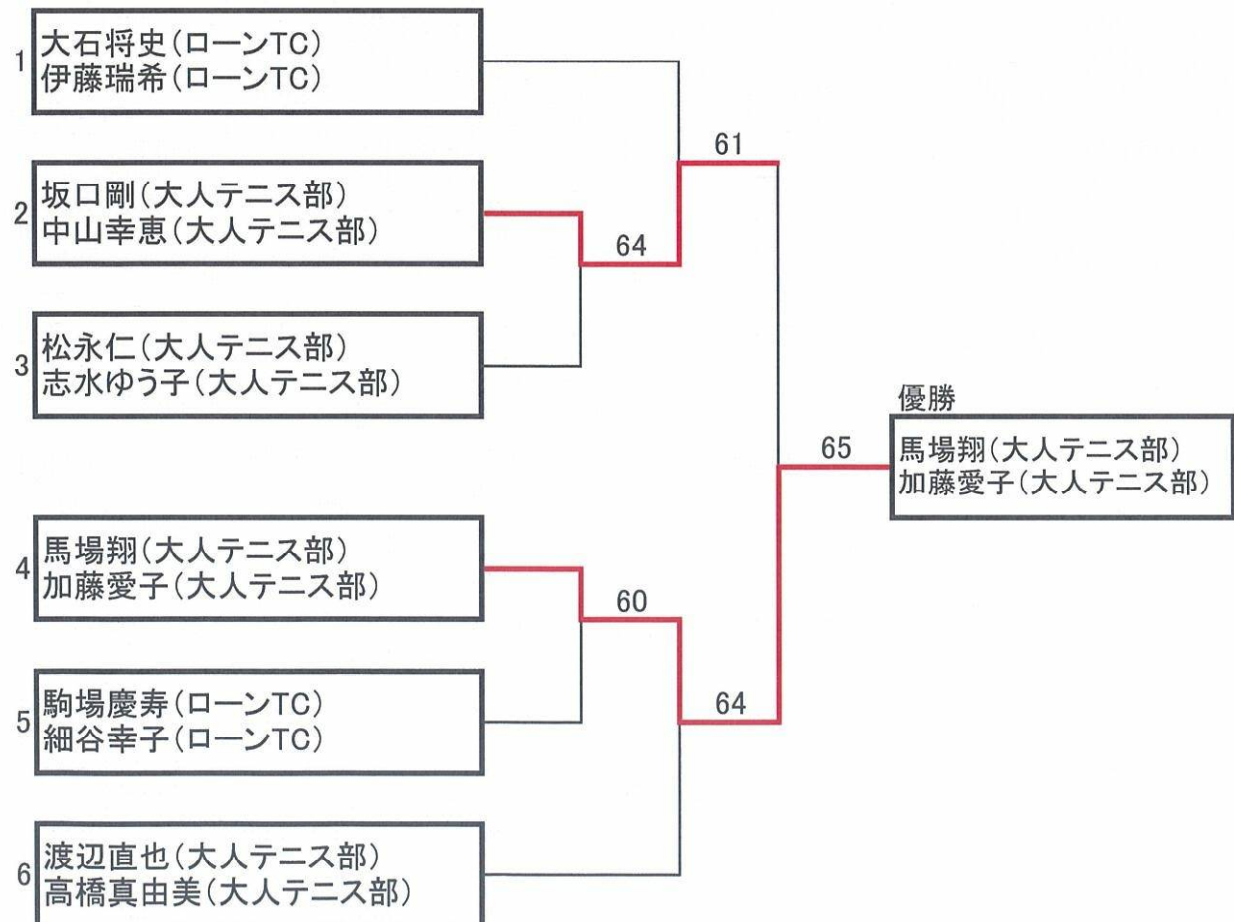 1
大石将史(ローンTC)
伊藤瑞希(ローンTC)
61
2
坂口剛(大人テニス部)
中山幸恵(大人テニス部)
64
3
松永仁(大人テニス部)
志水ゆう子(大人テニス部)
優勝
65
馬場翔(大人テニス部)
加藤愛子(大人テニス部)
4
馬場翔(大人テニス部)
加藤愛子(大人テニス部)
60
5
駒場慶寿(ローンTC)
細谷幸子(ローンTC)
64
6
渡辺直也(大人テニス部)
高橋真由美(大人テニス部)